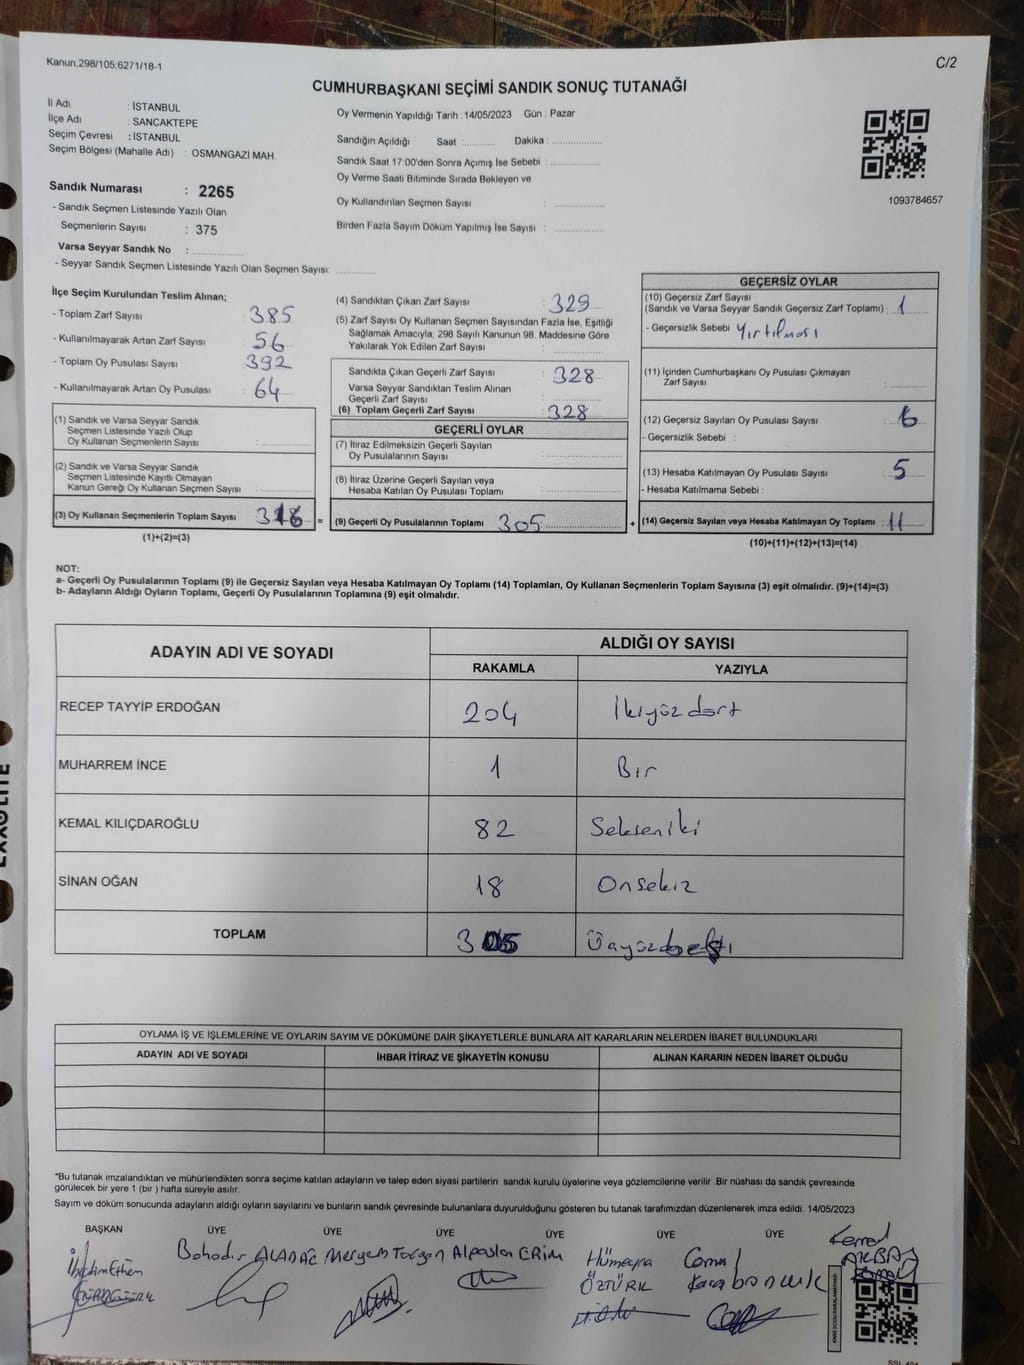 Kanun,298/105,6271/18-1
C/2
CUMHURBAŞKANI SEÇİMİ SANDIK SONUÇ TUTANAĞI
İl Adı : İSTANBUL
İlçe Adı : SANCAKTEPE
Seçim Çevresi : İSTANBUL
Seçim Bölgesi (Mahalle Adı) : OSMANGAZİ MAH.
Sandık Numarası : 2265
- Sandık Seçmen Listesinde Yazılı Olan
Seçmenlerin Sayısı : 375
Varsa Seyyar Sandık No : ..............
- Seyyar Sandık Seçmen Listesinde Yazılı Olan Seçmen Sayısı: ............
Oy Vermenin Yapıldığı Tarih :14/05/2023 Gün : Pazar
Sandığın Açıldığı Saat :.......... Dakika :...............
Sandık Saat 17:00'den Sonra Açımış İse Sebebi :...............
Oy Verme Saati Bitiminde Sırada Bekleyen ve
Oy Kullandırılan Seçmen Sayısı : ...............
Birden Fazla Sayım Döküm Yapılmış İse Sayısı : ...............
1093784657
İlçe Seçim Kurulundan Teslim Alınan;
- Toplam Zarf Sayısı : 385
- Kullanılmayarak Artan Zarf Sayısı : 56
- Toplam Oy Pusulası Sayısı : 392
- Kullanılmayarak Artan Oy Pusulası : 64
(1) Sandık ve Varsa Seyyar Sandık
Seçmen Listesinde Yazılı Olup
Oy Kullanan Seçmenlerin Sayısı :...............
(2) Sandık ve Varsa Seyyar Sandık
Seçmen Listesinde Kayıtlı Olmayan
Kanun Gereği Oy Kullanan Seçmen Sayısı :...............
(3) Oy Kullanan Seçmenlerin Toplam Sayısı =
(1)+(2)=(3)
(4) Sandıktan Çıkan Zarf Sayısı : 329
(5) Zarf Sayısı Oy Kullanan Seçmen Sayısından Fazla İse, Eşitliği
Sağlamak Amacıyla; 298 Sayılı Kanunun 98. Maddesine Göre
Yakılarak Yok Edilen Zarf Sayısı : ...............
Sandıkta Çıkan Geçerli Zarf Sayısı : 328
Varsa Seyyar Sandıktan Teslim Alınan
Geçerli Zarf Sayısı : ...............
(6) Toplam Geçerli Zarf Sayısı : 328
GEÇERLİ OYLAR
(7) İtiraz Edilmeksizin Geçerli Sayılan
Oy Pusulalarının Sayısı : ...............
(8) İtiraz Üzerine Geçerli Sayılan veya
Hesaba Katılan Oy Pusulası Toplamı : ...............
(9) Geçerli Oy Pusulalarının Toplamı : 305 +
GEÇERSİZ OYLAR
(10) Geçersiz Zarf Sayısı
(Sandık ve Varsa Seyyar Sandık Geçersiz Zarf Toplamı) : 1
- Geçersizlik Sebebi : Yırtılması
(11) İçinden Cumhurbaşkanı Oy Pusulası Çıkmayan
Zarf Sayısı : ..........
(12) Geçersiz Sayılan Oy Pusulası Sayısı : 6
- Geçersizlik Sebebi :
(13) Hesaba Katılmayan Oy Pusulası Sayısı : 5
- Hesaba Katılmama Sebebi :
(14) Geçersiz Sayılan veya Hesaba Katılmayan Oy Toplamı : 11
(10)+(11)+(12)+(13)=(14)
NOT:
a- Geçerli Oy Pusulalarının Toplamı (9) ile Geçersiz Sayılan veya Hesaba Katılmayan Oy Toplamı (14) Toplamları, Oy Kullanan Seçmenlerin Toplam Sayısına (3) eşit olmalıdır. (9)+(14)=(3)
b- Adayların Aldığı Oyların Toplamı, Geçerli Oy Pusulalarının Toplamına (9) eşit olmalıdır.
ADAYIN ADI VE SOYADI
ALDIĞI OY SAYISI
RAKAMLA YAZIYLA
RECEP TAYYİP ERDOĞAN 204 İkiyüz dört
MUHARREM İNCE 1 Bir
KEMAL KILIÇDAROĞLU 82 Sekseniki
SİNAN OĞAN 18 Onsekiz
TOPLAM 305
OYLAMA İŞ VE İŞLEMLERİNE VE OYLARIN SAYIM VE DÖKÜMÜNE DAİR ŞİKAYETLERLE BUNLARA AİT KARARLARIN NELERDEN İBARET BULUNDUKLARI
ADAYIN ADI VE SOYADI İHBAR İTİRAZ VE ŞİKAYETİN KONUSU ALINAN KARARIN NEDEN İBARET OLDUĞU
*Bu tutanak imzalandıktan ve mühürlendikten sonra seçime katılan adayların ve talep eden siyasi partilerin sandık kurulu üyelerine veya gözlemcilerine verilir .Bir nüshası da sandık çevresinde
görülecek bir yere 1 (bir ) hafta süreyle asılır.
Sayım ve döküm sonucunda adayların aldığı oyların sayılarını ve bunların sandık çevresinde bulunanlara duyurulduğunu gösteren bu tutanak tarafımızdan düzenlenerek imza edildi. 14/05/2023
BAŞKAN ÜYE ÜYE ÜYE ÜYE ÜYE ÜYE
İbrahim Ethem
Bahadır ALADAĞ
Meryem Torgan
Alpaslan ERİM
Hümeyra
ÖZTÜRK
Cemal
Karaboncuk
Kemal
AKBAŞ